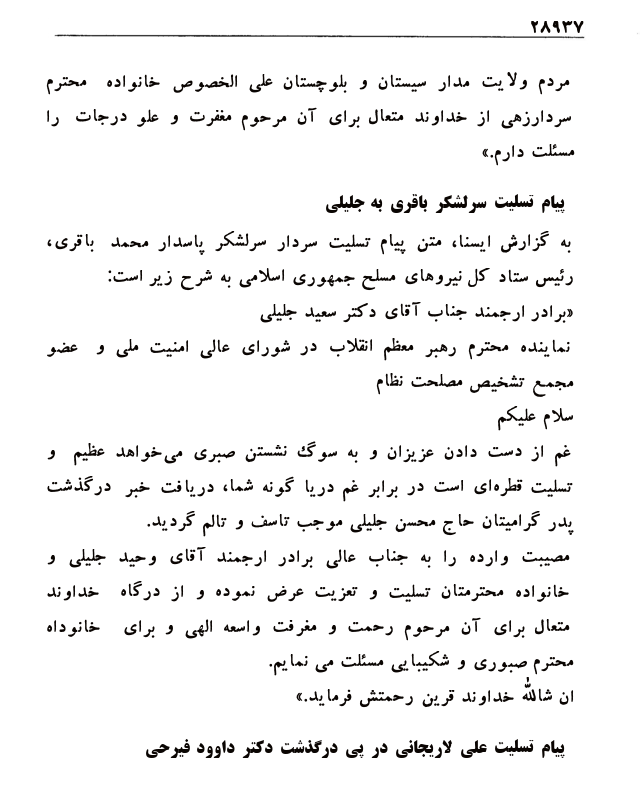 ۲۸۹۳۷
مردم ولایت مدار سیستان و بلوچستان علی الخصوص خانواده محترم
سردارزهی از خداوند متعال برای آن مرحوم مغفرت و علو درجات را
مسئلت دارم.»
پیام تسلیت سرلشکر باقری به جلیلی
به گزارش ایسنا، متن پیام تسلیت سردار سرلشکر پاسدار محمد باقری،
رئیس ستاد کل نیروهای مسلح جمهوری اسلامی به شرح زیر است:
«برادر ارجمند جناب آقای دکتر سعید جلیلی
نماینده محترم رهبر معظم انقلاب در شورای عالی امنیت ملی و عضو
مجمع تشخیص مصلحت نظام
سلام علیکم
غم از دست دادن عزیزان و به سوگ نشستن صبری می‌خواهد عظیم و
تسلیت قطره‌ای است در برابر غم دریا گونه شما، دریافت خبر درگذشت
پدر گرامیتان حاج محسن جلیلی موجب تاسف و تالم گردید.
مصیبت وارده را به جناب عالی برادر ارجمند آقای وحید جلیلی و
خانواده محترمتان تسلیت و تعزیت عرض نموده و از درگاه خداوند
متعال برای آن مرحوم رحمت و مغرفت واسعه الهی و برای خانوداه
محترم صبوری و شکیبایی مسئلت می نمایم.
ان شالله خداوند قرین رحمتش فرماید.»
پیام تسلیت علی لاریجانی در پی درگذشت دکتر داوود فیرحی